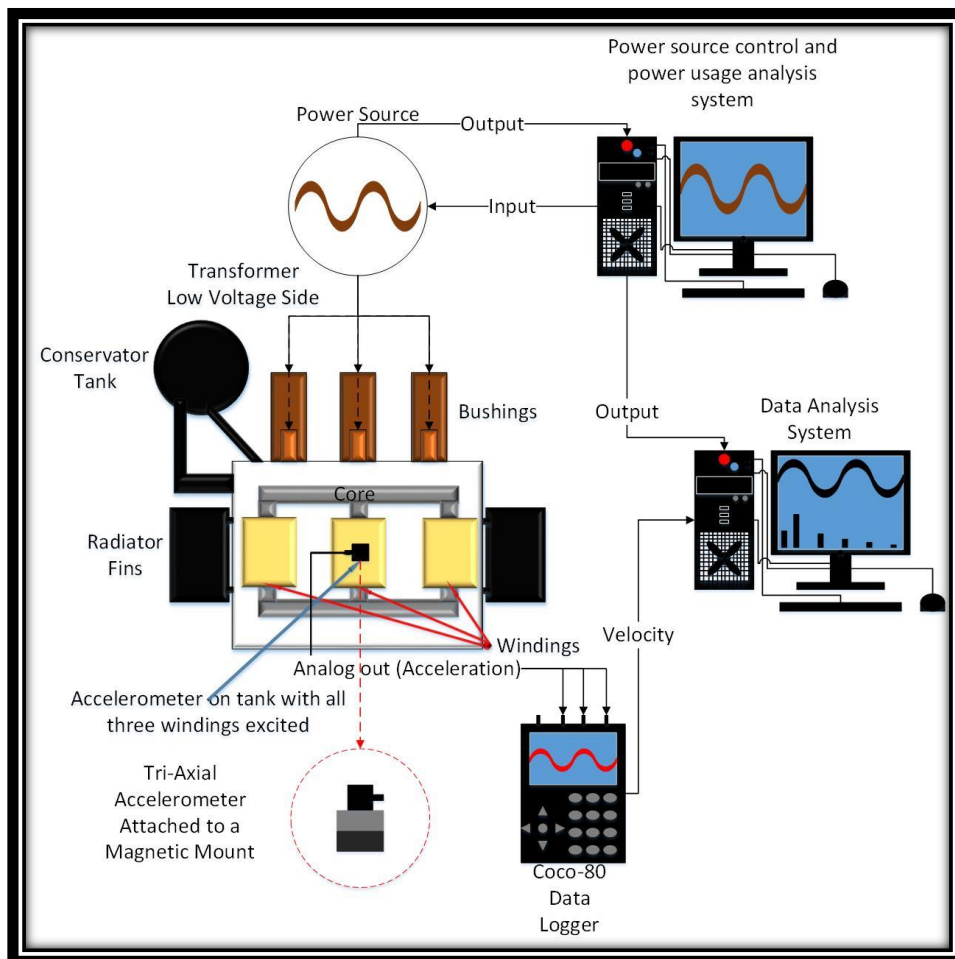 Power source control and
power usage analysis
system
Power Source
Output
Input
Transformer
Low Voltage Side
Conservator
Tank
Bushings
Output
Data Analysis
System
Core
Radiator
Fins
Windings
Velocity
Analog out (Acceleration)
Accelerometer on tank with all
three windings excited
Tri-Axial
Accelerometer
Attached to a
Magnetic Mount
Coco-80
Data
Logger